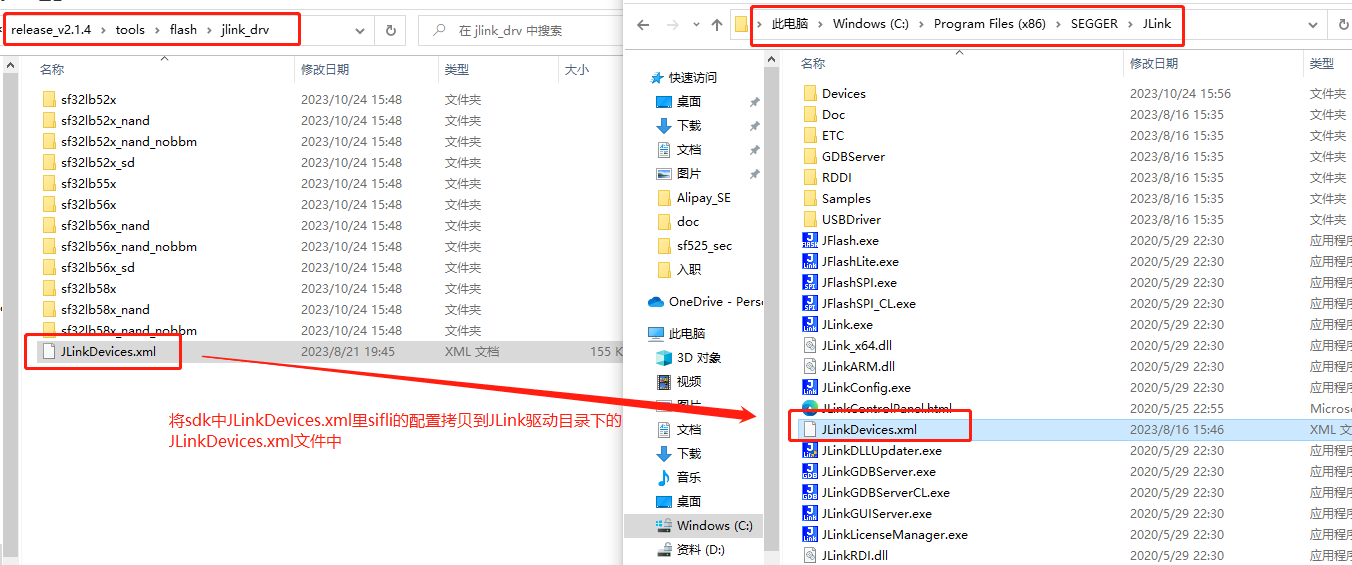 release_v2.1.4 › tools › flash › jlink_drv
在 jlink_drv 中搜索
名称 修改日期 类型 大小
sf32lb52x 2023/10/24 15:48 文件夹
sf32lb52x_nand 2023/10/24 15:48 文件夹
sf32lb52x_nand_nobbm 2023/10/24 15:48 文件夹
sf32lb52x_sd 2023/10/24 15:48 文件夹
sf32lb55x 2023/10/24 15:48 文件夹
sf32lb56x 2023/10/24 15:48 文件夹
sf32lb56x_nand 2023/10/24 15:48 文件夹
sf32lb56x_nand_nobbm 2023/10/24 15:48 文件夹
sf32lb56x_sd 2023/10/24 15:48 文件夹
sf32lb58x 2023/10/24 15:48 文件夹
sf32lb58x_nand 2023/10/24 15:48 文件夹
sf32lb58x_nand_nobbm 2023/10/24 15:48 文件夹
JLinkDevices.xml 2023/8/21 19:45 XML 文档 155 K
将sdk中JLinkDevices.xml里sifli的配置拷贝到JLink驱动目录下的
JLinkDevices.xml文件中
此电脑 › Windows (C:) › Program Files (x86) › SEGGER › JLink
快速访问
桌面
下载
文档
图片
Alipay_SE
doc
sf525_sec
入职
OneDrive - Perso
此电脑
3D 对象
视频
图片
文档
下载
音乐
桌面
Windows (C:)
资料 (D:)
名称 修改日期 类型
Devices 2023/10/24 15:56 文件夹
Doc 2023/8/16 15:35 文件夹
ETC 2023/8/16 15:35 文件夹
GDBServer 2023/8/16 15:35 文件夹
RDDI 2023/8/16 15:35 文件夹
Samples 2023/8/16 15:35 文件夹
USBDriver 2023/8/16 15:35 文件夹
JFlash.exe 2020/5/29 22:30 应用程序
JFlashLite.exe 2020/5/29 22:30 应用程序
JFlashSPI.exe 2020/5/29 22:30 应用程序
JFlashSPI_CL.exe 2020/5/29 22:30 应用程序
JLink.exe 2020/5/29 22:30 应用程序
JLink_x64.dll 2020/5/29 22:30 应用程序
JLinkARM.dll 2020/5/29 22:30 应用程序
JLinkConfig.exe 2020/5/29 22:30 应用程序
JLinkControlPanel.html 2020/5/25 22:55 Microso
JLinkDevices.xml 2023/8/16 15:46 XML 文
JLinkDLLUpdater.exe 2020/5/29 22:30 应用程序
JLinkGDBServer.exe 2020/5/29 22:30 应用程序
JLinkGDBServerCL.exe 2020/5/29 22:30 应用程序
JLinkGUIServer.exe 2020/5/29 22:30 应用程序
JLinkLicenseManager.exe 2020/5/29 22:30 应用程序
JLinkRDI.dll 2020/5/29 22:30 应用程序